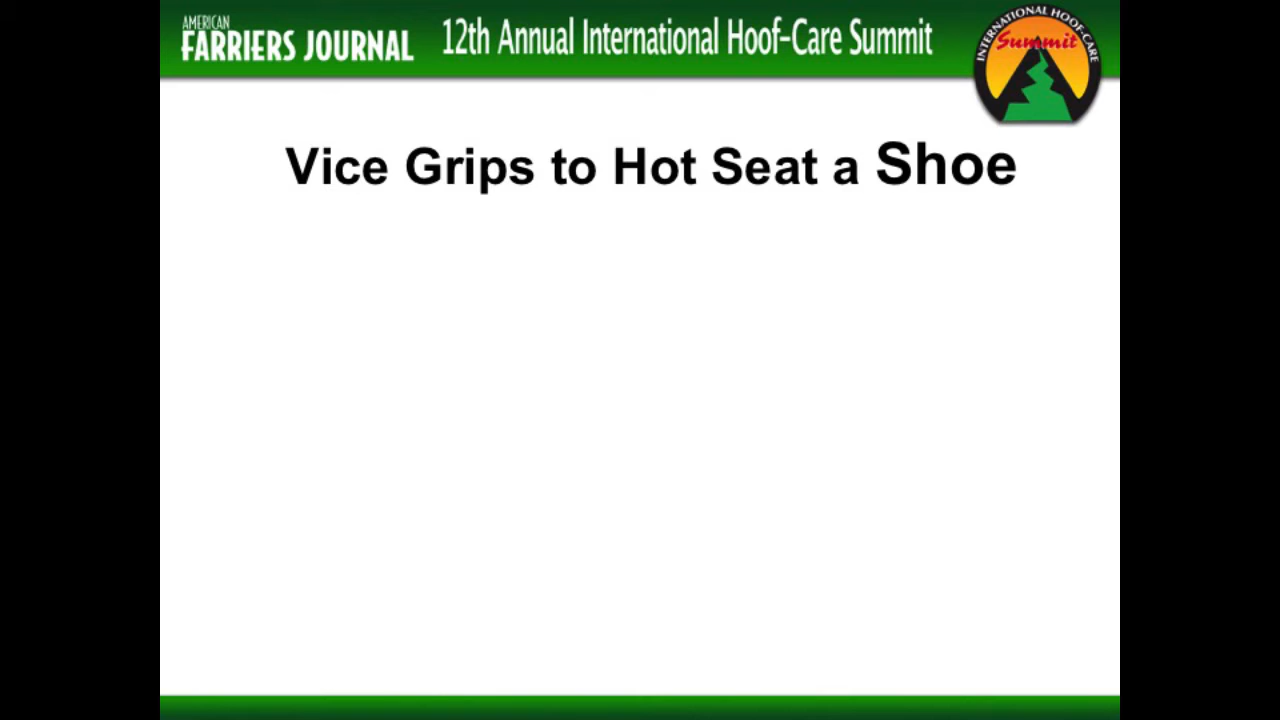 AMERICAN
FARRIERS JOURNAL
12th Annual International Hoof-Care Summit
INTERNATIONAL HOOF-CARE
Summit
Vice Grips to Hot Seat a Shoe